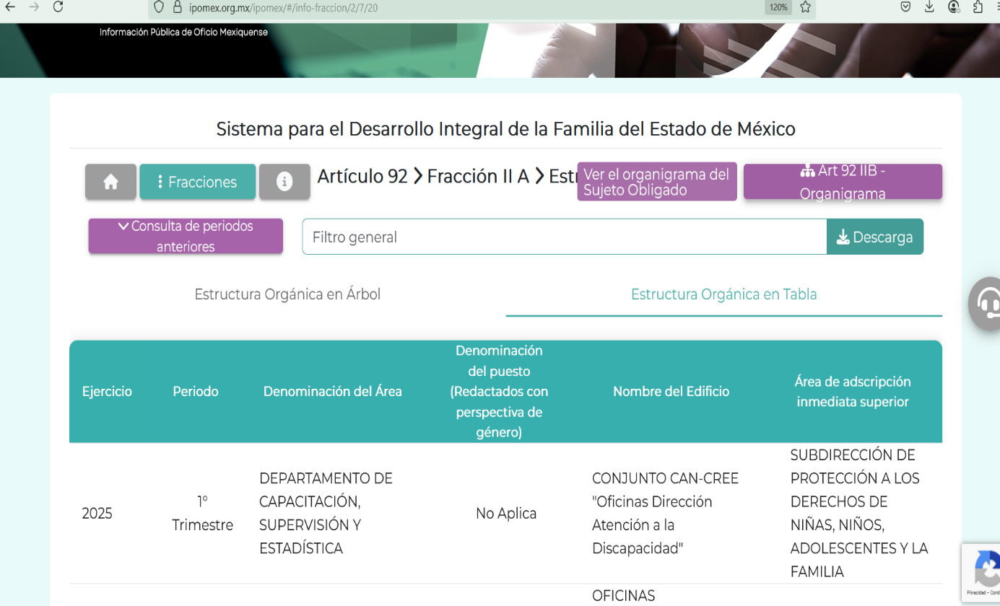 ipomex.org.mx/ipomex/#/info-fraccion/2/7/20
120%
Información Pública de Oficio Mexiquense
Sistema para el Desarrollo Integral de la Familia del Estado de México
Fracciones
Artículo 92 > Fracción II A > Est
Ver el organigrama del
Sujeto Obligado
Art 92 IIB -
Organigrama
Consulta de periodos
anteriores
Filtro general
Descarga
Estructura Orgánica en Árbol
Estructura Orgánica en Tabla
Ejercicio
Periodo
Denominación del Área
Denominación
del puesto
(Redactados con
perspectiva de
género)
Nombre del Edificio
Área de adscripción
inmediata superior
2025
1º
Trimestre
DEPARTAMENTO DE
CAPACITACIÓN,
SUPERVISIÓN Y
ESTADÍSTICA
No Aplica
CONJUNTO CAN-CREE
"Oficinas Dirección
Atención a la
Discapacidad"
SUBDIRECCIÓN DE
PROTECCIÓN A LOS
DERECHOS DE
NIÑAS, NIÑOS,
ADOLESCENTES Y LA
FAMILIA
OFICINAS
Privacidad - Cond